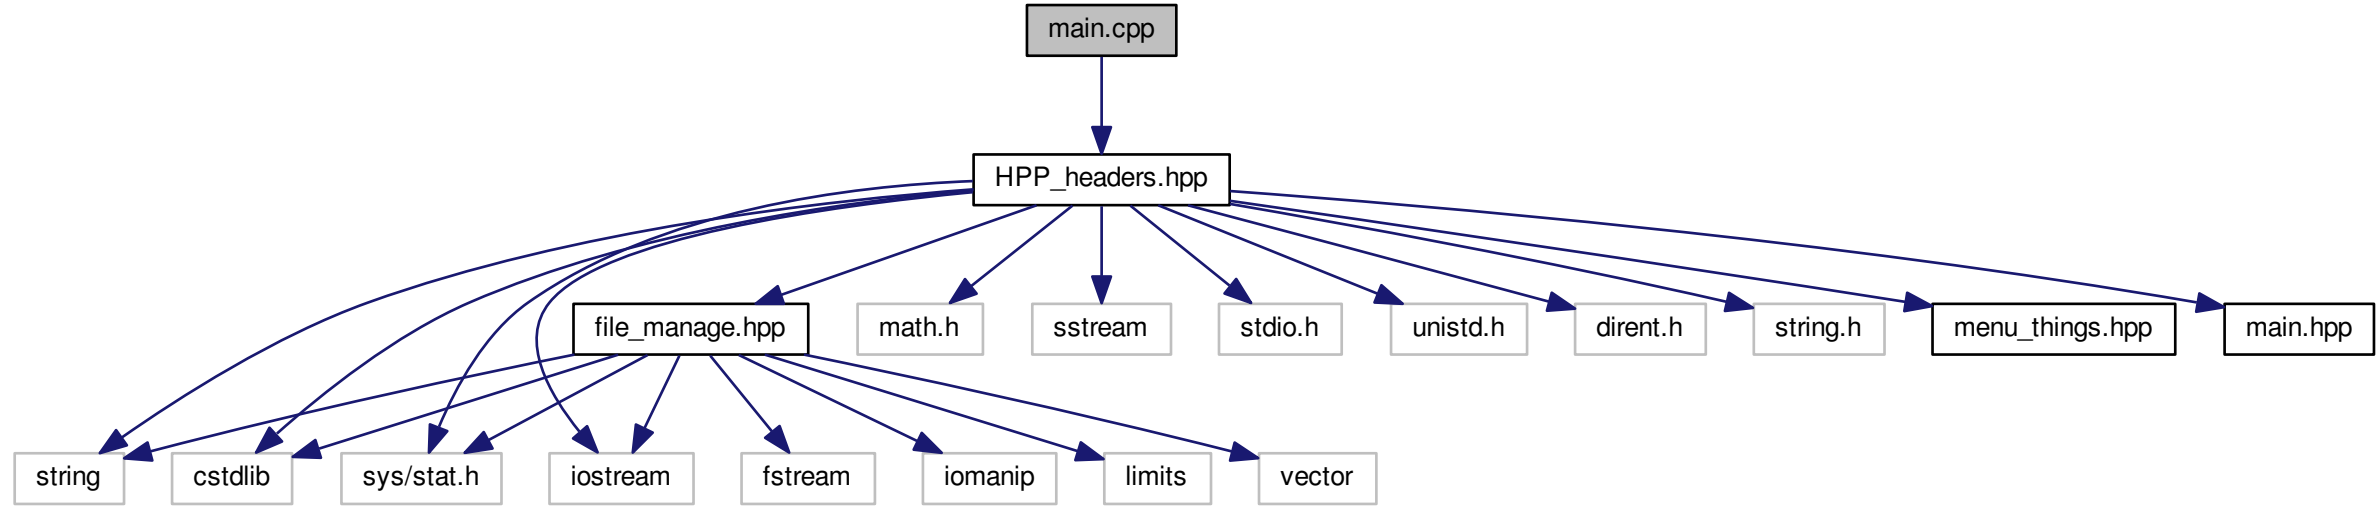 main.cpp
HPP_headers.hpp
file_manage.hpp
math.h
sstream
stdio.h
unistd.h
dirent.h
string.h
menu_things.hpp
main.hpp
string
cstdlib
sys/stat.h
iostream
fstream
iomanip
limits
vector